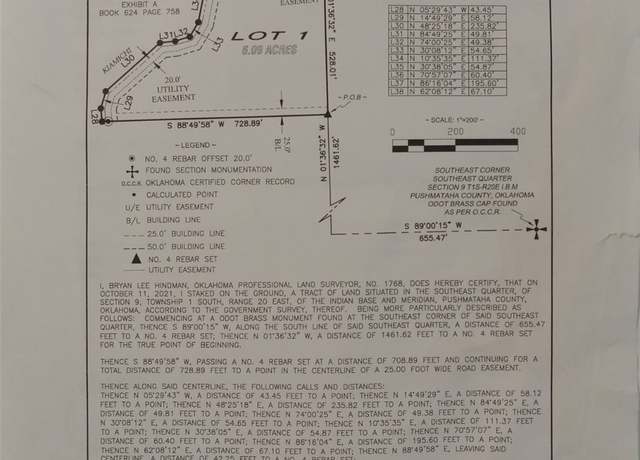 EXHIBIT A
BOOK 624 PAGE 758
EASEMENT
LOT 1
6.09 ACRES
KIAMICHI
L30
L31
L32
L33
L29
L28
20.0'
UTILITY
EASEMENT
01°36'32" E 528.01'
P.O.B
S 88°49'58" W 728.89'
25.0'
B/L
N 01°36'32" W 1461.62'
L28 N 05°29'43" W 43.45'
L29 N 14°49'29" E 58.12'
L30 N 48°25'18" E 235.82'
L31 N 84°49'25" E 49.81'
L32 N 74°00'25" E 49.38'
L33 N 30°08'12" E 54.65'
L34 N 10°35'35" E 111.37'
L35 N 30°38'05" E 54.87'
L36 N 70°57'07" E 60.40'
L37 N 86°16'04" E 195.60'
L38 N 62°08'12" E 67.10'
~ SCALE: 1"=200' ~
0 200 400
SOUTHEAST CORNER
SOUTHEAST QUARTER
SECTION 9 T1S-R20E I B M
PUSHMATAHA COUNTY, OKLAHOMA
ODOT BRASS CAP FOUND
AS PER O.C.C.R.
S 89°00'15" W
655.47'
~ LEGEND ~
NO. 4 REBAR OFFSET 20.0'
FOUND SECTION MONUMENTATION
O.C.C.R. OKLAHOMA CERTIFIED CORNER RECORD
CALCULATED POINT
U/E UTILITY EASEMENT
B/L BUILDING LINE
25.0' BUILDING LINE
50.0' BUILDING LINE
NO. 4 REBAR SET
UTILITY EASEMENT
I, BRYAN LEE HINDMAN, OKLAHOMA PROFESSIONAL LAND SURVEYOR, NO. 1768, DOES HEREBY CERTIFY, THAT ON
OCTOBER 11, 2021, I STAKED ON THE GROUND, A TRACT OF LAND SITUATED IN THE SOUTHEAST QUARTER, OF
SECTION 9, TOWNSHIP 1 SOUTH, RANGE 20 EAST, OF THE INDIAN BASE AND MERIDIAN, PUSHMATAHA COUNTY,
OKLAHOMA, ACCORDING TO THE GOVERNMENT SURVEY, THEREOF. BEING MORE PARTICULARLY DESCRIBED AS
FOLLOWS: COMMENCING AT A ODOT BRASS MONUMENT FOUND AT THE SOUTHEAST CORNER OF SAID SOUTHEAST
QUARTER, THENCE S 89°00'15" W, ALONG THE SOUTH LINE OF SAID SOUTHEAST QUARTER, A DISTANCE OF 655.47
FEET TO A NO. 4 REBAR SET; THENCE N 01°36'32" W, A DISTANCE OF 1461.62 FEET TO A NO. 4 REBAR SET
FOR THE TRUE POINT OF BEGINNING.
THENCE S 88°49'58" W, PASSING A NO. 4 REBAR SET AT A DISTANCE OF 708.89 FEET AND CONTINUING FOR A
TOTAL DISTANCE OF 728.89 FEET TO A POINT IN THE CENTERLINE OF A 25.00 FOOT WIDE ROAD EASEMENT.
THENCE ALONG SAID CENTERLINE, THE FOLLOWING CALLS AND DISTANCES:
THENCE N 05°29'43" W, A DISTANCE OF 43.45 FEET TO A POINT; THENCE N 14°49'29" E, A DISTANCE OF 58.12
FEET TO A POINT; THENCE N 48°25'18" E, A DISTANCE OF 235.82 FEET TO A POINT; THENCE N 84°49'25" E, A
DISTANCE OF 49.81 FEET TO A POINT; THENCE N 74°00'25" E, A DISTANCE OF 49.38 FEET TO A POINT; THENCE
N 30°08'12" E, A DISTANCE OF 54.65 FEET TO A POINT; THENCE N 10°35'35" E, A DISTANCE OF 111.37 FEET
TO A POINT; THENCE N 30°38'05" E, A DISTANCE OF 54.87 FEET TO A POINT; THENCE N 70°57'07" E, A
DISTANCE OF 60.40 FEET TO A POINT; THENCE N 86°16'04" E, A DISTANCE OF 195.60 FEET TO A POINT; THENCE
N 62°08'12" E, A DISTANCE OF 67.10 FEET TO A POINT; THENCE N 88°49'58" E, LEAVING SAID
CENTERLINE, A DISTANCE OF 42.25 FEET TO A NO. 4 REBAR SET;